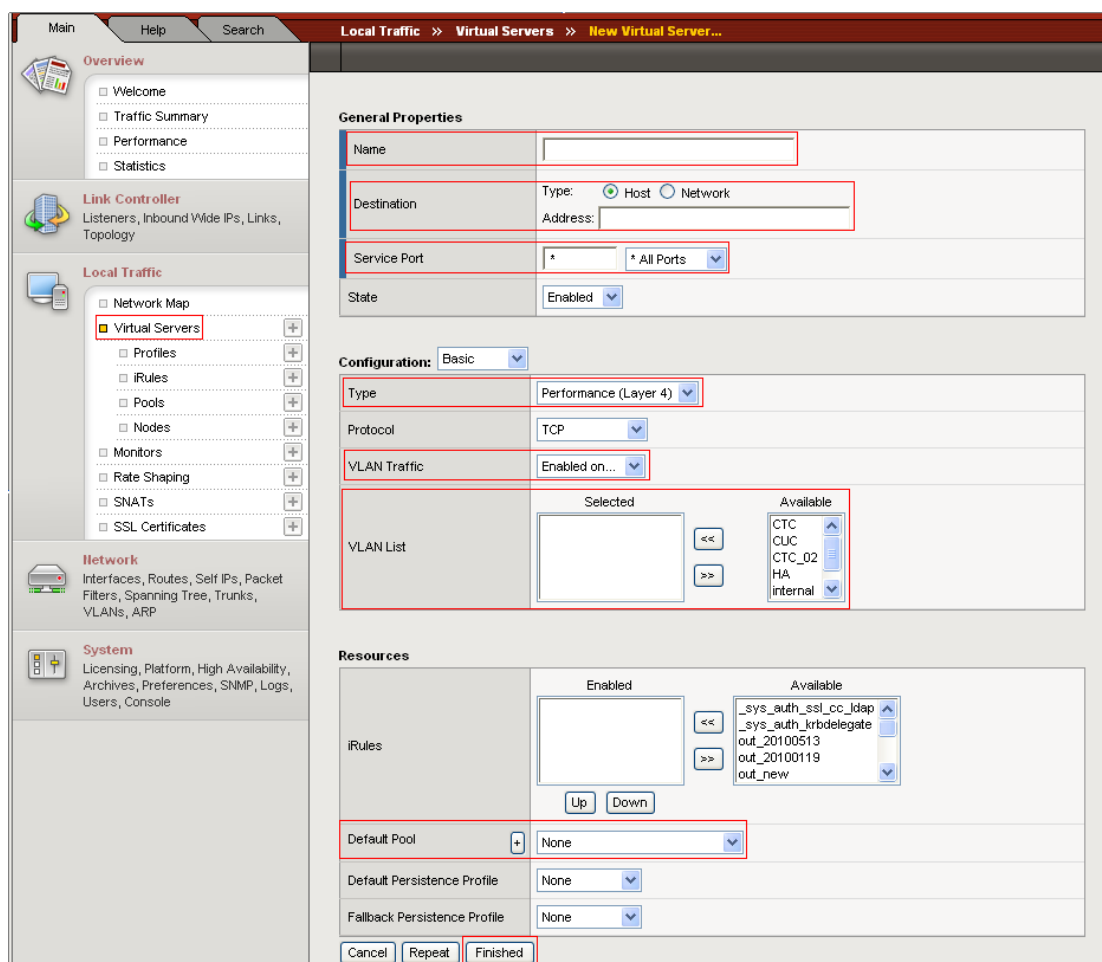 Main
Help
Search
Local Traffic » Virtual Servers » New Virtual Server...
Overview
Welcome
Traffic Summary
Performance
Statistics
Link Controller
Listeners, Inbound Wide IPs, Links,
Topology
Local Traffic
Network Map
Virtual Servers
Profiles
iRules
Pools
Nodes
Monitors
Rate Shaping
SNATs
SSL Certificates
Network
Interfaces, Routes, Self IPs, Packet
Filters, Spanning Tree, Trunks,
VLANs, ARP
System
Licensing, Platform, High Availability,
Archives, Preferences, SNMP, Logs,
Users, Console
General Properties
Name
Destination
Type: Host Network
Address:
Service Port
* * All Ports
State
Enabled
Configuration: Basic
Type
Performance (Layer 4)
Protocol
TCP
VLAN Traffic
Enabled on...
VLAN List
Selected
<<
>>
Available
CTC
CUC
CTC_02
HA
internal
Resources
iRules
Enabled
<<
>>
Available
_sys_auth_ssl_cc_ldap
_sys_auth_krbdelegate
out_20100513
out_20100119
out_new
Up Down
Default Pool + None
Default Persistence Profile None
Fallback Persistence Profile None
Cancel Repeat Finished